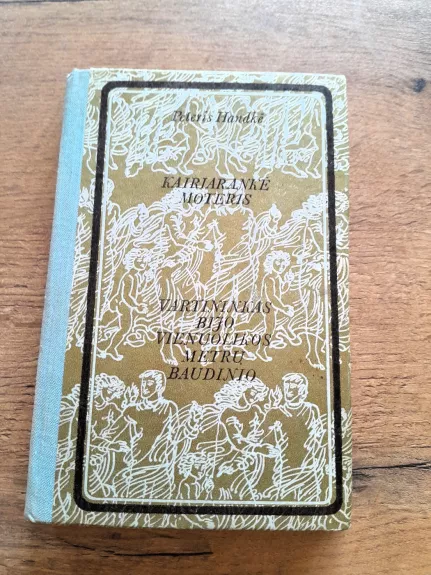 Peteris Handkė
KAIRIARANKĖ
MOTERIS
VARTININKAS
BIJO
VIENUOLIKOS
METRŲ
BAUDINIO